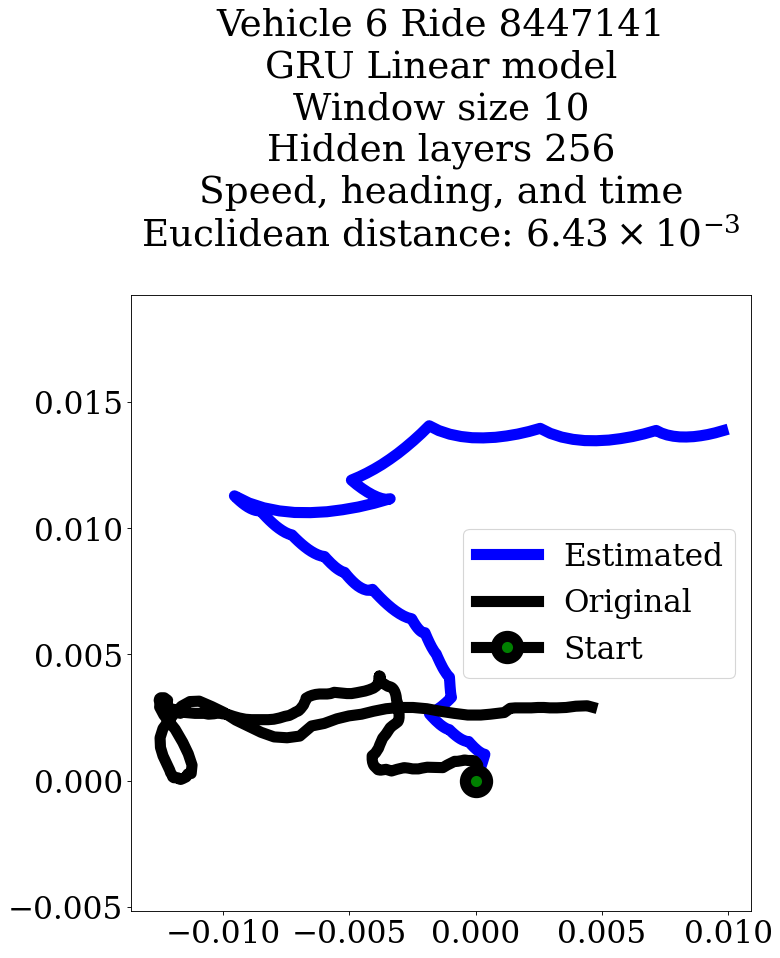 Vehicle 6 Ride 8447141
GRU Linear model
Window size 10
Hidden layers 256
Speed, heading, and time
Euclidean distance: 6.43 × 10⁻³
0.015
0.010
0.005
0.000
−0.005
Estimated
Original
Start
−0.010 −0.005 0.000 0.005 0.010